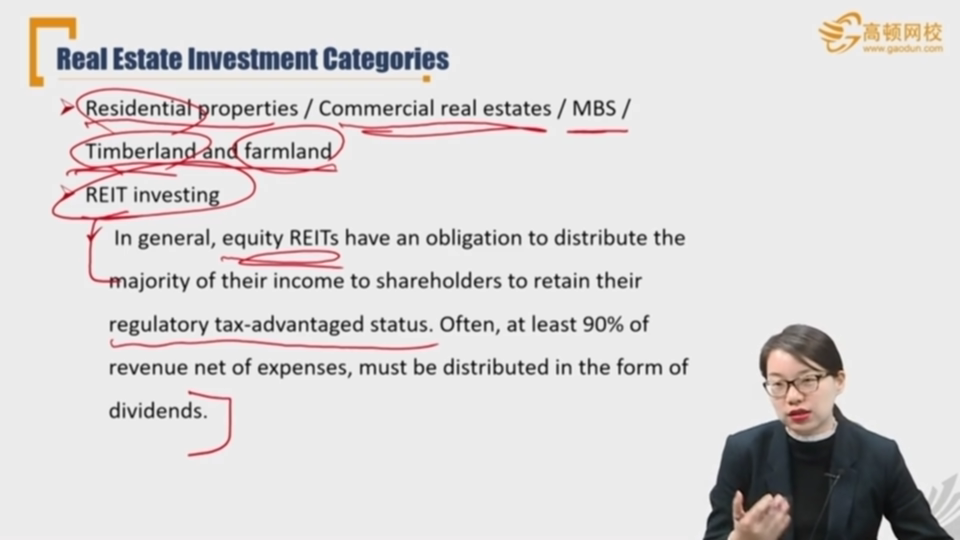 高顿网校
www.gaodun.com
Real Estate Investment Categories
Residential properties / Commercial real estates / MBS /
Timberland and farmland
REIT investing
In general, equity REITs have an obligation to distribute the
majority of their income to shareholders to retain their
regulatory tax-advantaged status. Often, at least 90% of
revenue net of expenses, must be distributed in the form of
dividends.